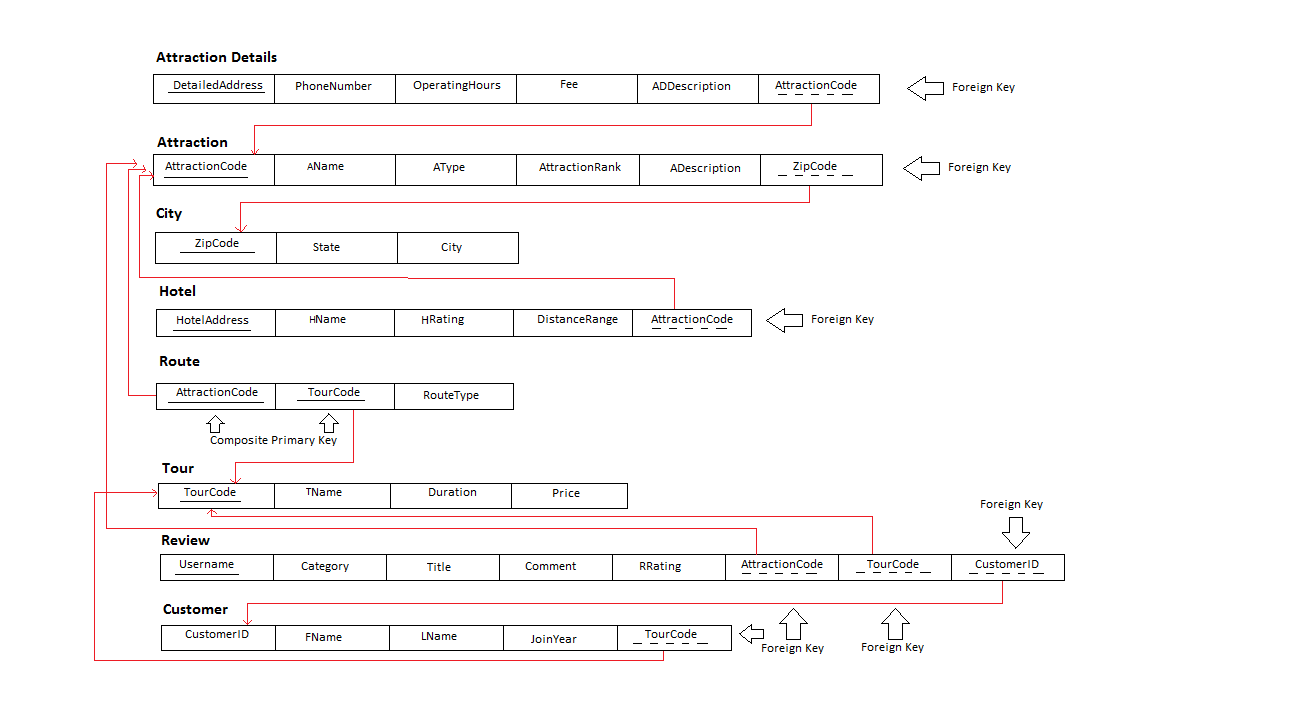 Attraction Details
DetailedAddress PhoneNumber OperatingHours Fee ADDescription AttractionCode Foreign Key
Attraction
AttractionCode AName AType AttractionRank ADescription ZipCode Foreign Key
City
ZipCode State City
Hotel
HotelAddress HName HRating DistanceRange AttractionCode Foreign Key
Route
AttractionCode TourCode RouteType
Composite Primary Key
Tour
TourCode TName Duration Price
Foreign Key
Review
Username Category Title Comment RRating AttractionCode TourCode CustomerID
Customer
CustomerID FName LName JoinYear TourCode
Foreign Key Foreign Key